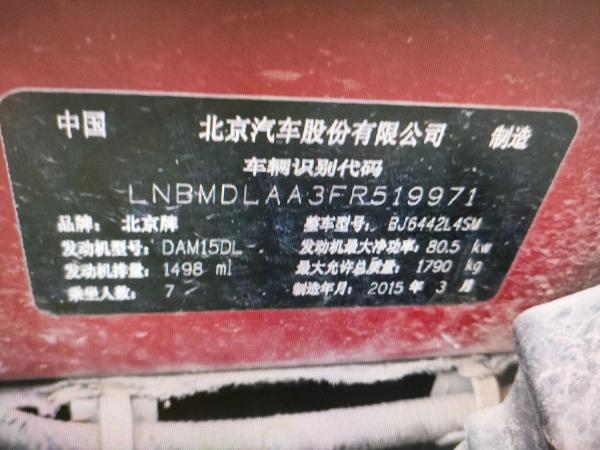 中国 北京汽车股份有限公司 制造
车辆识别代码
LNBMDLAA3FR519971
品牌: 北京牌 整车型号: BJ6442L4SM
发动机型号: DAM15DL 发动机最大净功率: 80.5 kw
发动机排量: 1498 ml 最大允许总质量: 1790 kg
乘坐人数: 7 制造年月: 2015 年 3 月